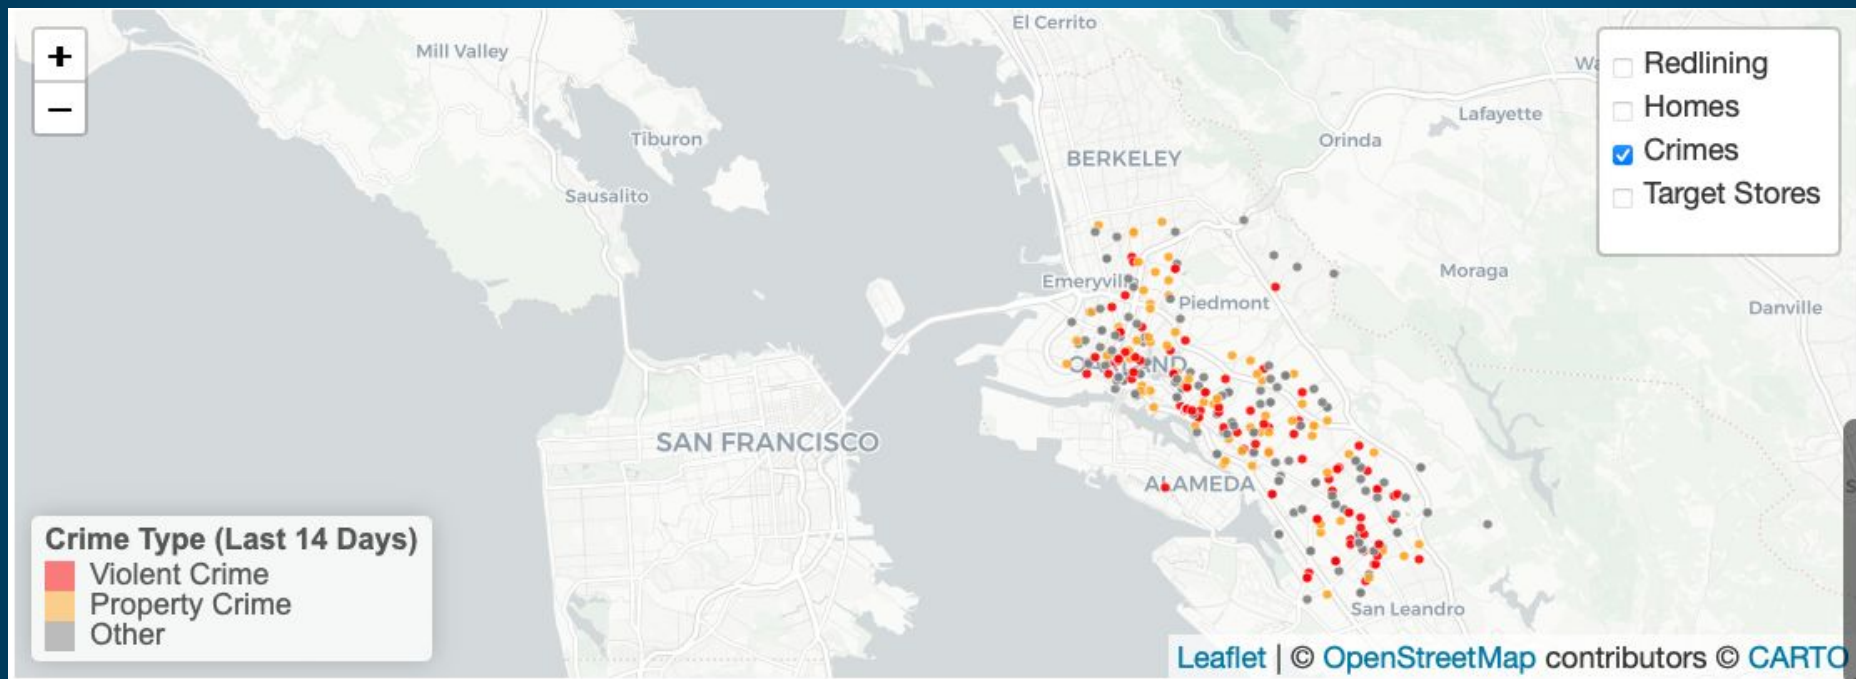 +
−
El Cerrito
Mill Valley
Tiburon
Sausalito
BERKELEY
Orinda
Lafayette
Redlining
Homes
Crimes
Target Stores
Moraga
Danville
Emeryville
Piedmont
OAKLAND
SAN FRANCISCO
ALAMEDA
San Leandro
Crime Type (Last 14 Days)
Violent Crime
Property Crime
Other
Leaflet | © OpenStreetMap contributors © CARTO